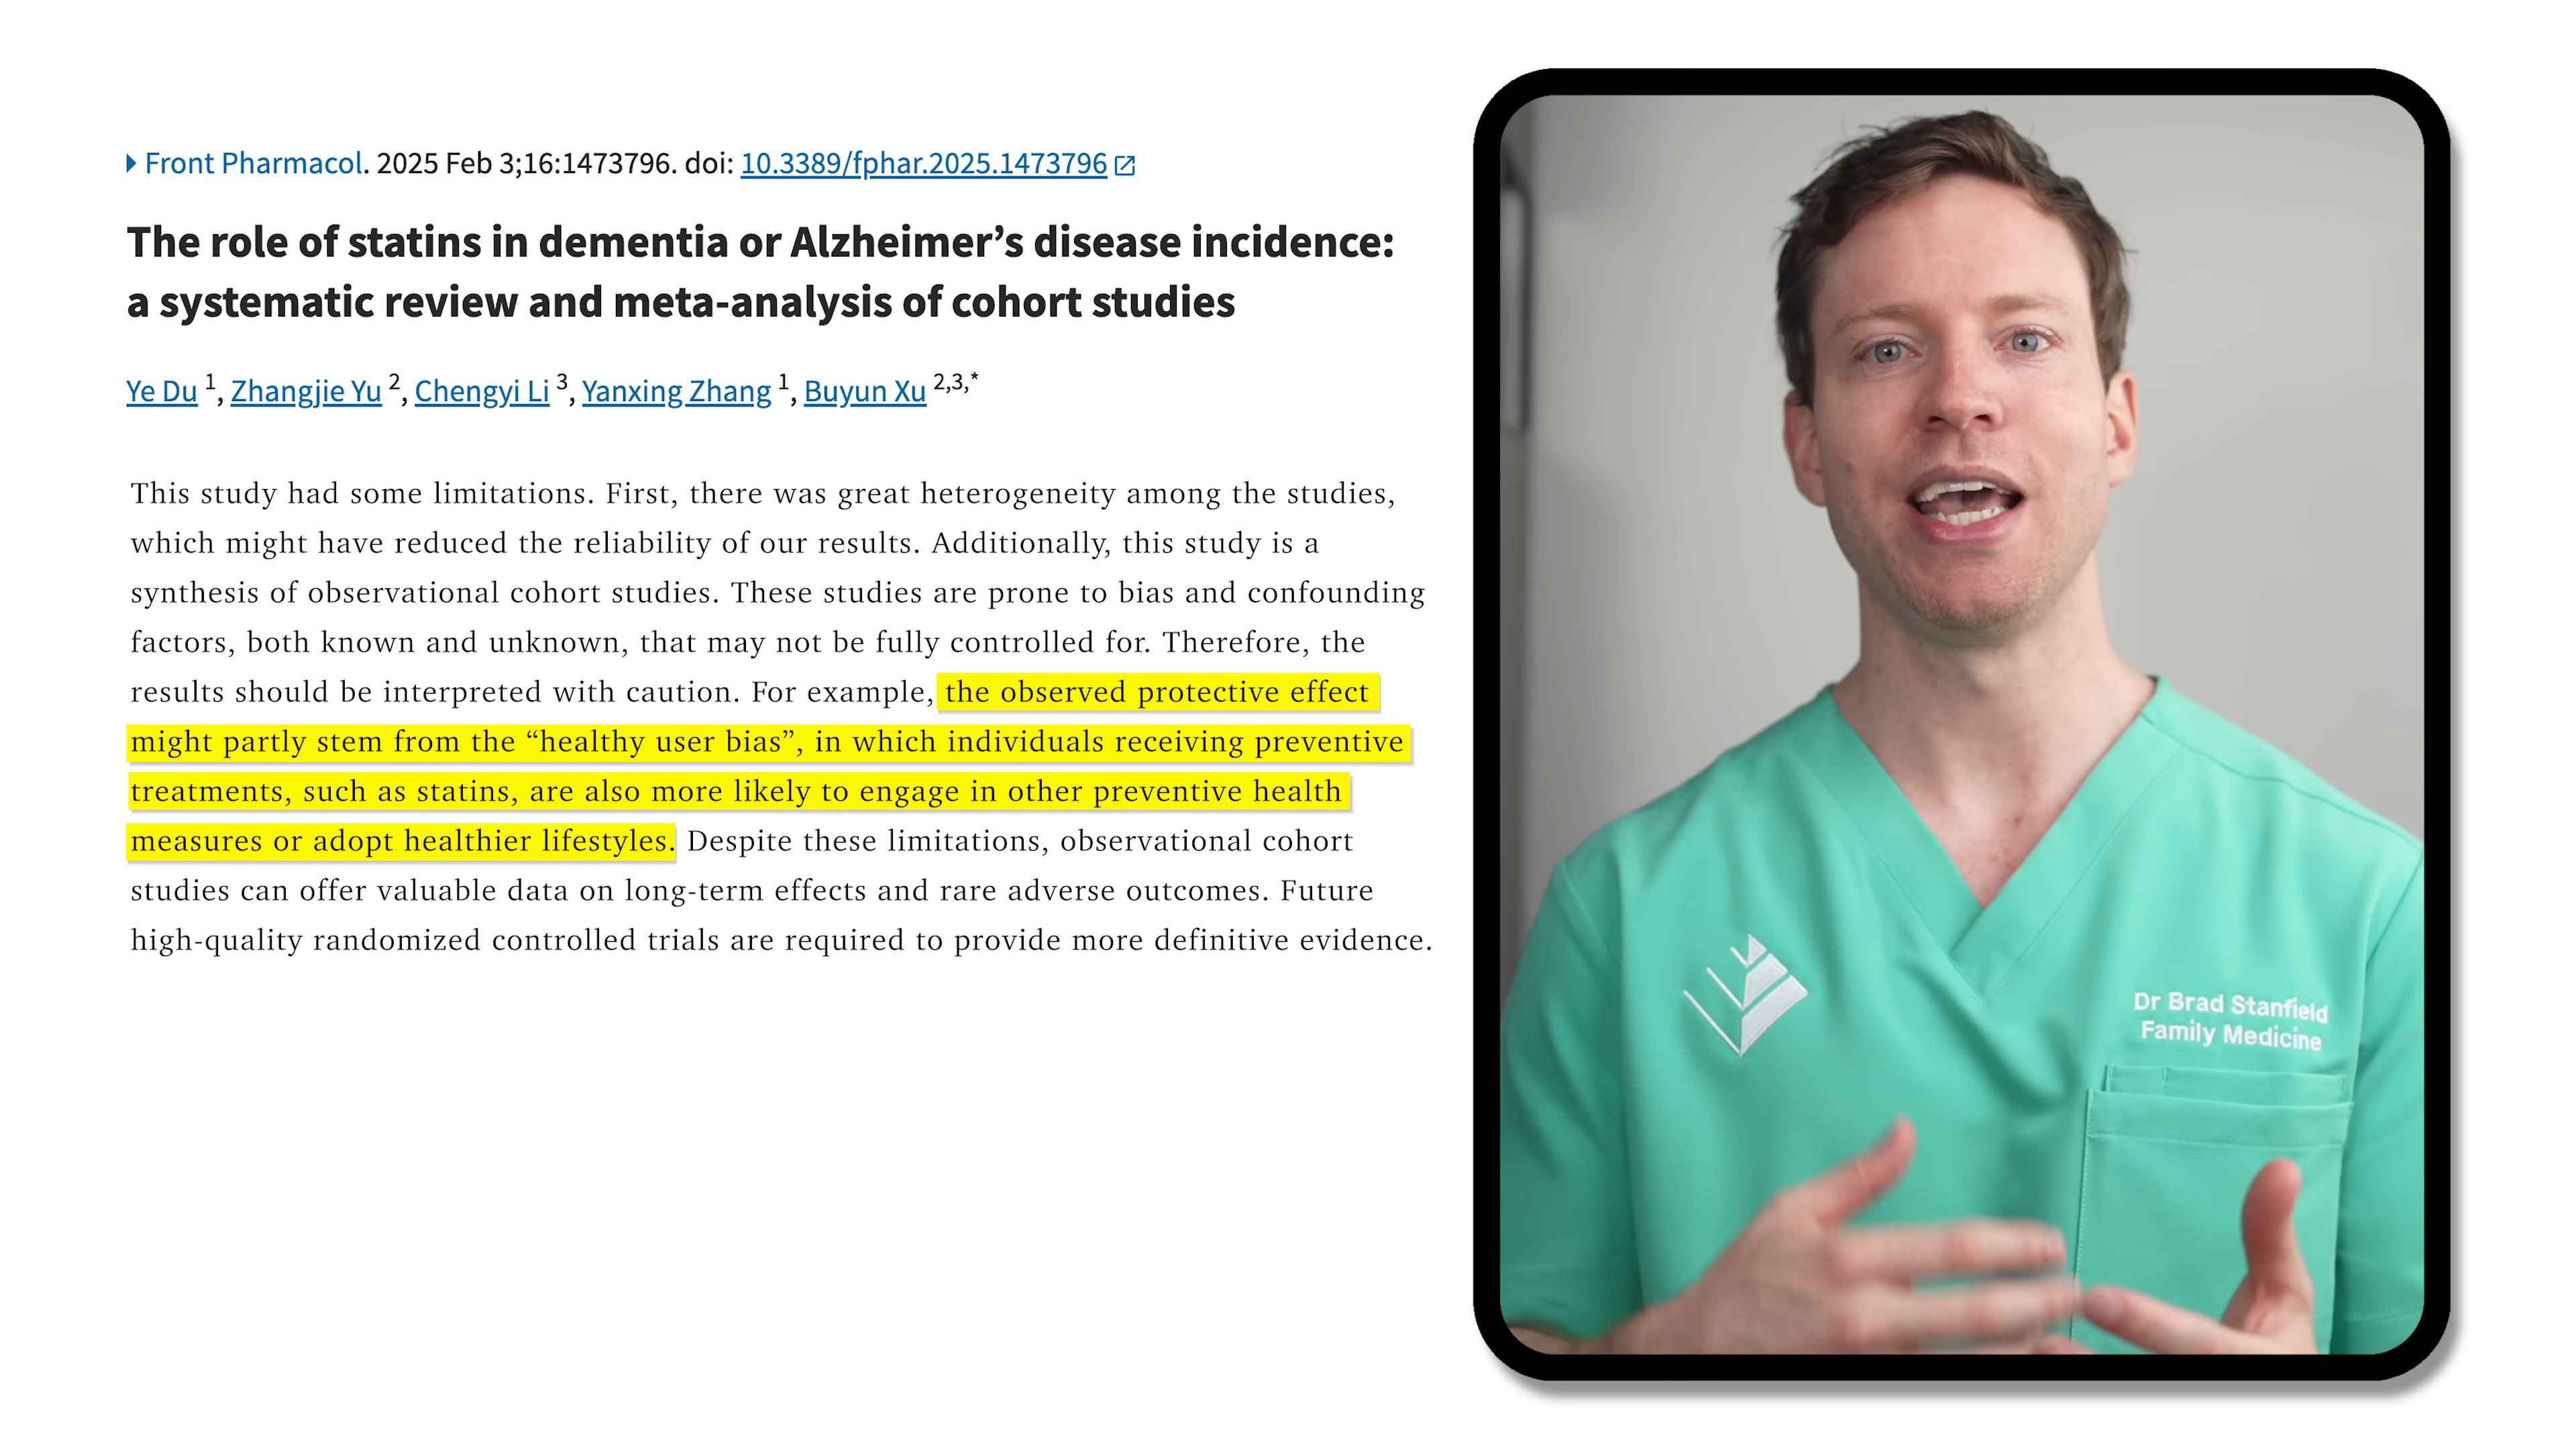 Front Pharmacol. 2025 Feb 3;16:1473796. doi: 10.3389/fphar.2025.1473796
The role of statins in dementia or Alzheimer’s disease incidence:
a systematic review and meta-analysis of cohort studies
Ye Du 1, Zhangjie Yu 2, Chengyi Li 3, Yanxing Zhang 1, Buyun Xu 2,3,*
This study had some limitations. First, there was great heterogeneity among the studies,
which might have reduced the reliability of our results. Additionally, this study is a
synthesis of observational cohort studies. These studies are prone to bias and confounding
factors, both known and unknown, that may not be fully controlled for. Therefore, the
results should be interpreted with caution. For example, the observed protective effect
might partly stem from the “healthy user bias”, in which individuals receiving preventive
treatments, such as statins, are also more likely to engage in other preventive health
measures or adopt healthier lifestyles. Despite these limitations, observational cohort
studies can offer valuable data on long-term effects and rare adverse outcomes. Future
high-quality randomized controlled trials are required to provide more definitive evidence.
Dr Brad Stanfield
Family Medicine